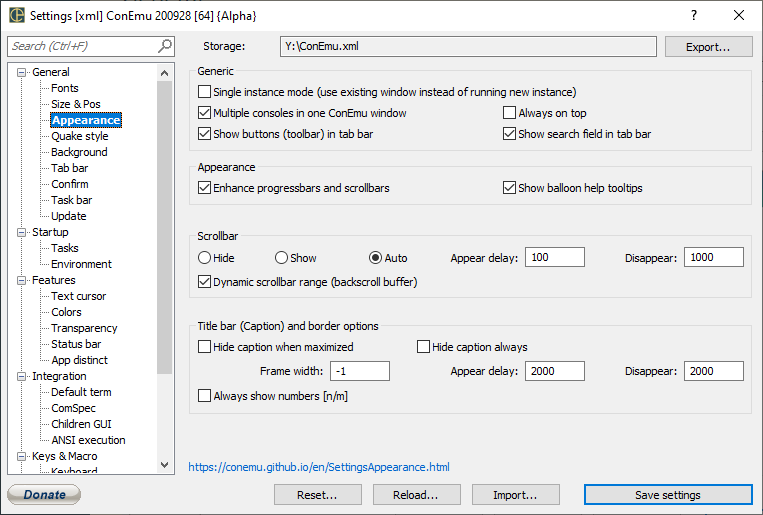 Settings [xml] ConEmu 200928 [64] {Alpha}
Search (Ctrl+F)
Storage:
Y:\ConEmu.xml
Export...
General
Fonts
Size & Pos
Appearance
Quake style
Background
Tab bar
Confirm
Task bar
Update
Startup
Tasks
Environment
Features
Text cursor
Colors
Transparency
Status bar
App distinct
Integration
Default term
ComSpec
Children GUI
ANSI execution
Keys & Macro
Keyboard
Generic
Single instance mode (use existing window instead of running new instance)
Multiple consoles in one ConEmu window
Always on top
Show buttons (toolbar) in tab bar
Show search field in tab bar
Appearance
Enhance progressbars and scrollbars
Show balloon help tooltips
Scrollbar
Hide
Show
Auto
Appear delay: 100
Disappear: 1000
Dynamic scrollbar range (backscroll buffer)
Title bar (Caption) and border options
Hide caption when maximized
Hide caption always
Frame width: -1
Appear delay: 2000
Disappear: 2000
Always show numbers [n/m]
https://conemu.github.io/en/SettingsAppearance.html
Donate
Reset...
Reload...
Import...
Save settings